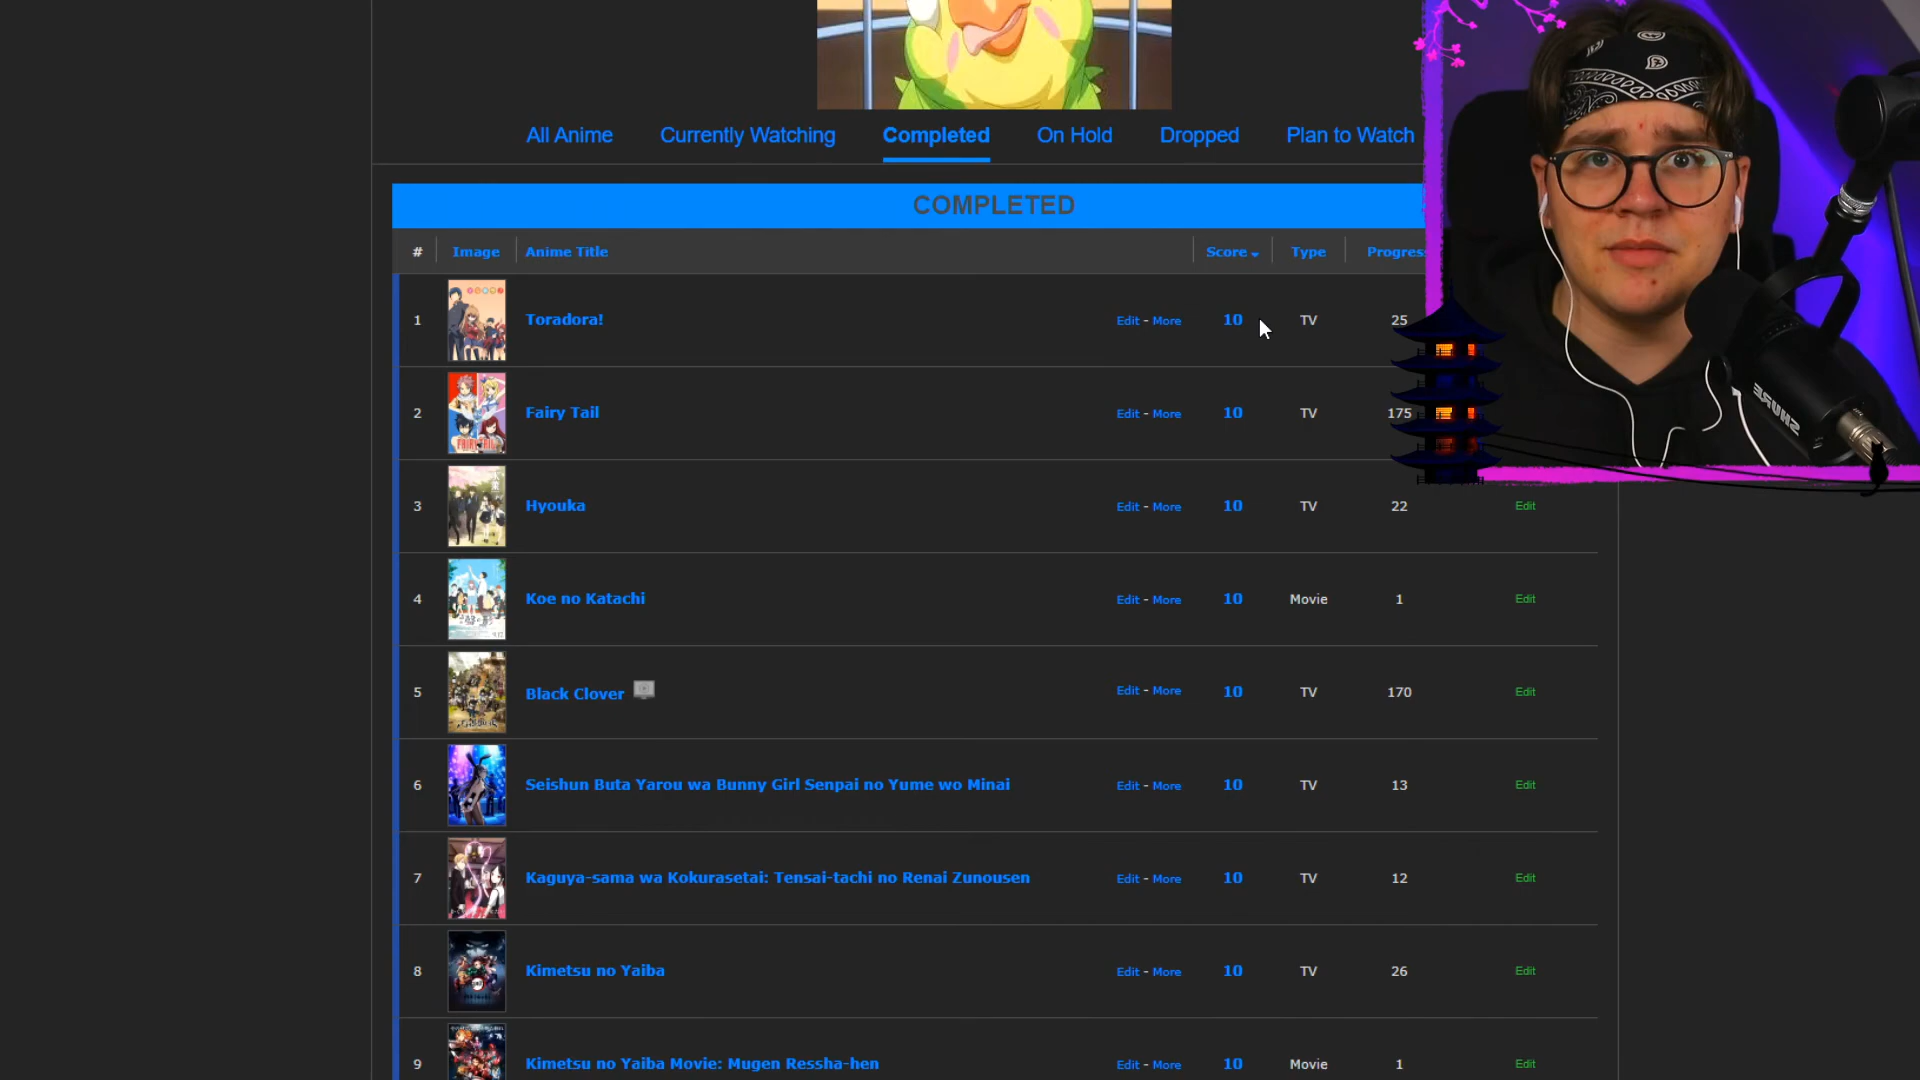 All Anime Currently Watching Completed On Hold Dropped Plan to Watch
COMPLETED
# Image Anime Title Score Type Progres
1 Toradora! Edit - More 10 TV 25
2 Fairy Tail Edit - More 10 TV 175
3 Hyouka Edit - More 10 TV 22 Edit
4 Koe no Katachi Edit - More 10 Movie 1 Edit
5 Black Clover Edit - More 10 TV 170 Edit
6 Seishun Buta Yarou wa Bunny Girl Senpai no Yume wo Minai Edit - More 10 TV 13 Edit
7 Kaguya-sama wa Kokurasetai: Tensai-tachi no Renai Zunousen Edit - More 10 TV 12 Edit
8 Kimetsu no Yaiba Edit - More 10 TV 26 Edit
9 Kimetsu no Yaiba Movie: Mugen Ressha-hen Edit - More 10 Movie 1 Edit
SHURE